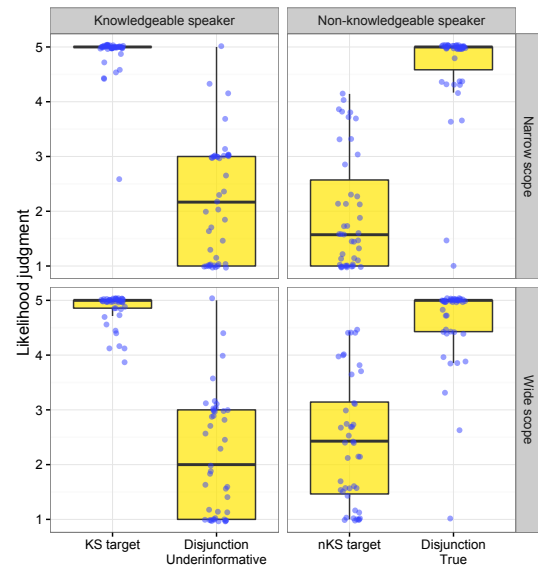 Knowledgeable speaker
Non-knowledgeable speaker
Likelihood judgment
5
4
3
2
1
Narrow scope
5
4
3
2
1
Wide scope
KS target
Disjunction
Underinformative
nKS target
Disjunction
True